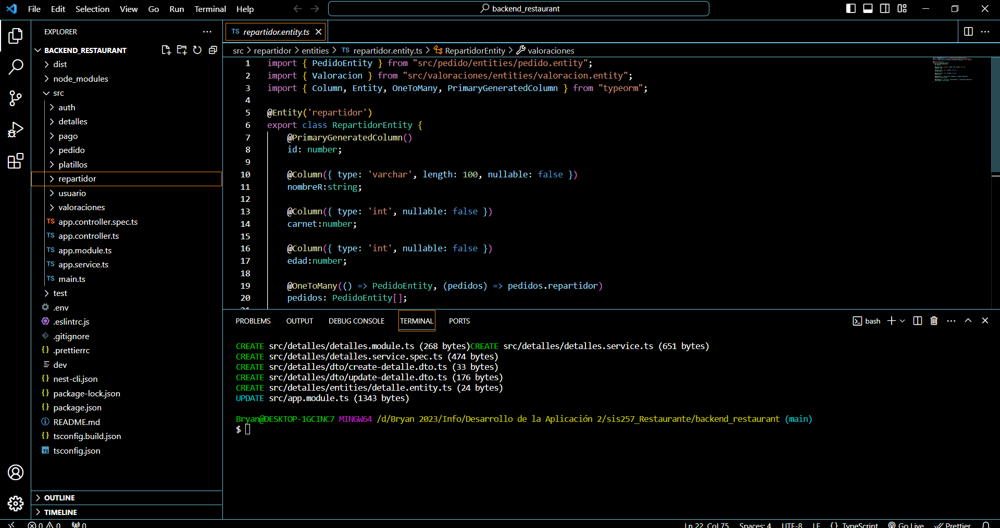 File Edit Selection View Go Run Terminal Help
backend_restaurant
EXPLORER
BACKEND_RESTAURANT
dist
node_modules
src
auth
detalles
pago
pedido
platillos
repartidor
usuario
valoraciones
TS app.controller.spec.ts
TS app.controller.ts
TS app.module.ts
TS app.service.ts
TS main.ts
test
.env
.eslintrc.js
.gitignore
{} .prettierrc
dev
{} nest-cli.json
{} package-lock.json
{} package.json
README.md
{} tsconfig.build.json
TS tsconfig.json
OUTLINE
TIMELINE
TS repartidor.entity.ts
src > repartidor > entities > TS repartidor.entity.ts > RepartidorEntity > valoraciones
1 import { PedidoEntity } from "src/pedido/entities/pedido.entity";
2 import { Valoracion } from "src/valoraciones/entities/valoracion.entity";
3 import { Column, Entity, OneToMany, PrimaryGeneratedColumn } from "typeorm";
4
5 @Entity('repartidor')
6 export class RepartidorEntity {
7 @PrimaryGeneratedColumn()
8 id: number;
9
10 @Column({ type: 'varchar', length: 100, nullable: false })
11 nombreR:string;
12
13 @Column({ type: 'int', nullable: false })
14 carnet:number;
15
16 @Column({ type: 'int', nullable: false })
17 edad:number;
18
19 @OneToMany(() => PedidoEntity, (pedidos) => pedidos.repartidor)
20 pedidos: PedidoEntity[];
PROBLEMS OUTPUT DEBUG CONSOLE TERMINAL PORTS
bash
CREATE src/detalles/detalles.module.ts (268 bytes)CREATE src/detalles/detalles.service.ts (651 bytes)
CREATE src/detalles/detalles.service.spec.ts (474 bytes)
CREATE src/detalles/dto/create-detalle.dto.ts (33 bytes)
CREATE src/detalles/dto/update-detalle.dto.ts (176 bytes)
CREATE src/detalles/entities/detalle.entity.ts (24 bytes)
UPDATE src/app.module.ts (1343 bytes)
Bryan@DESKTOP-1GCINC7 MINGW64 /d/Bryan 2023/Info/Desarrollo de la Aplicación 2/sis257_Restaurante/backend_restaurant (main)
$
0 0 0 Ln 22, Col 75 Spaces: 4 UTF-8 LF {} TypeScript Go Live Prettier